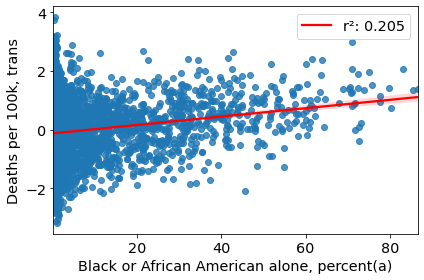 r²: 0.205
Deaths per 100k, trans
4
2
0
−2
20 40 60 80
Black or African American alone, percent(a)